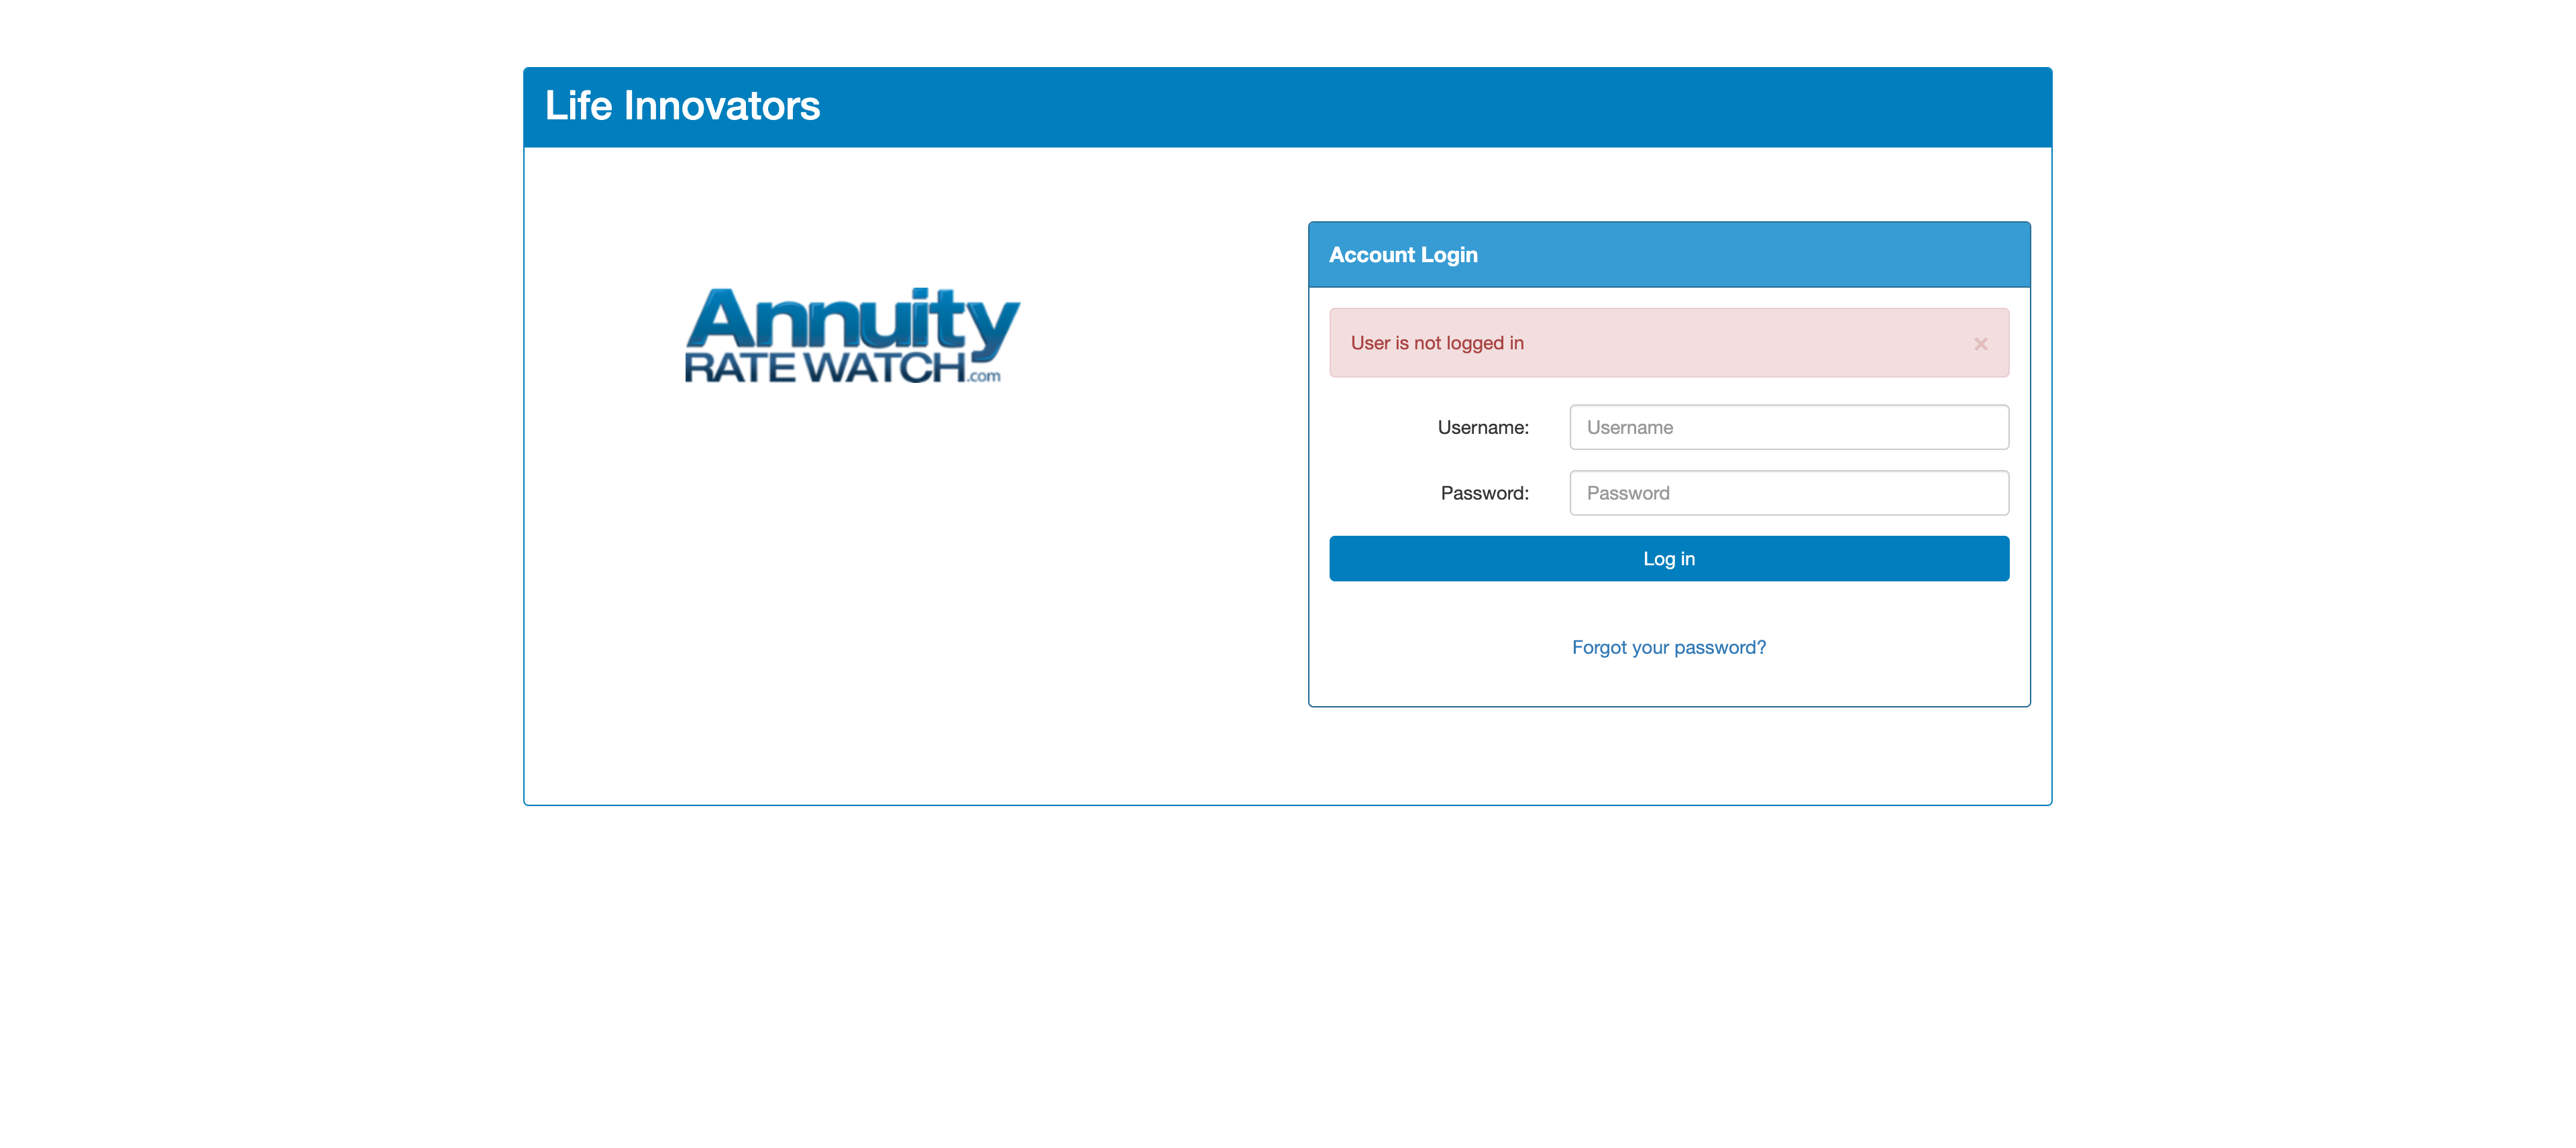 Life Innovators
Annuity
RATE WATCH.com
Account Login
User is not logged in
×
Username:
Username
Password:
Password
Log in
Forgot your password?